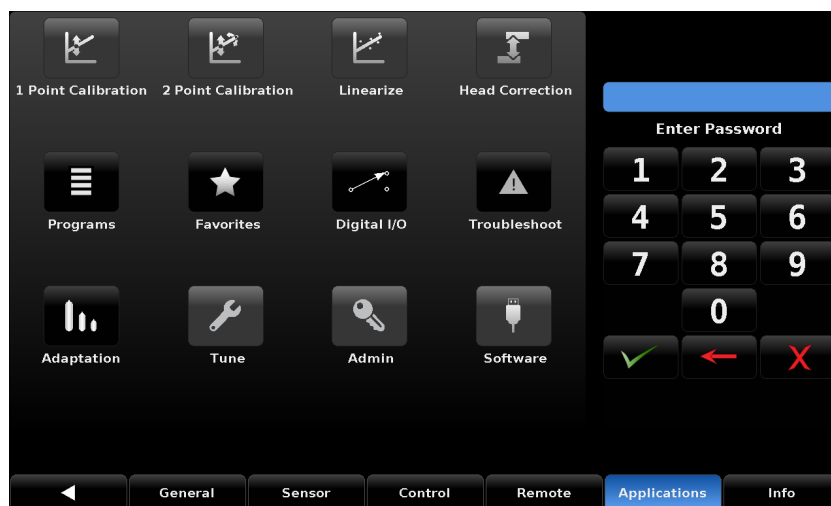 1 Point Calibration 2 Point Calibration Linearize Head Correction
Programs Favorites Digital I/O Troubleshoot
Adaptation Tune Admin Software
Enter Password
1 2 3
4 5 6
7 8 9
0
General Sensor Control Remote Applications Info